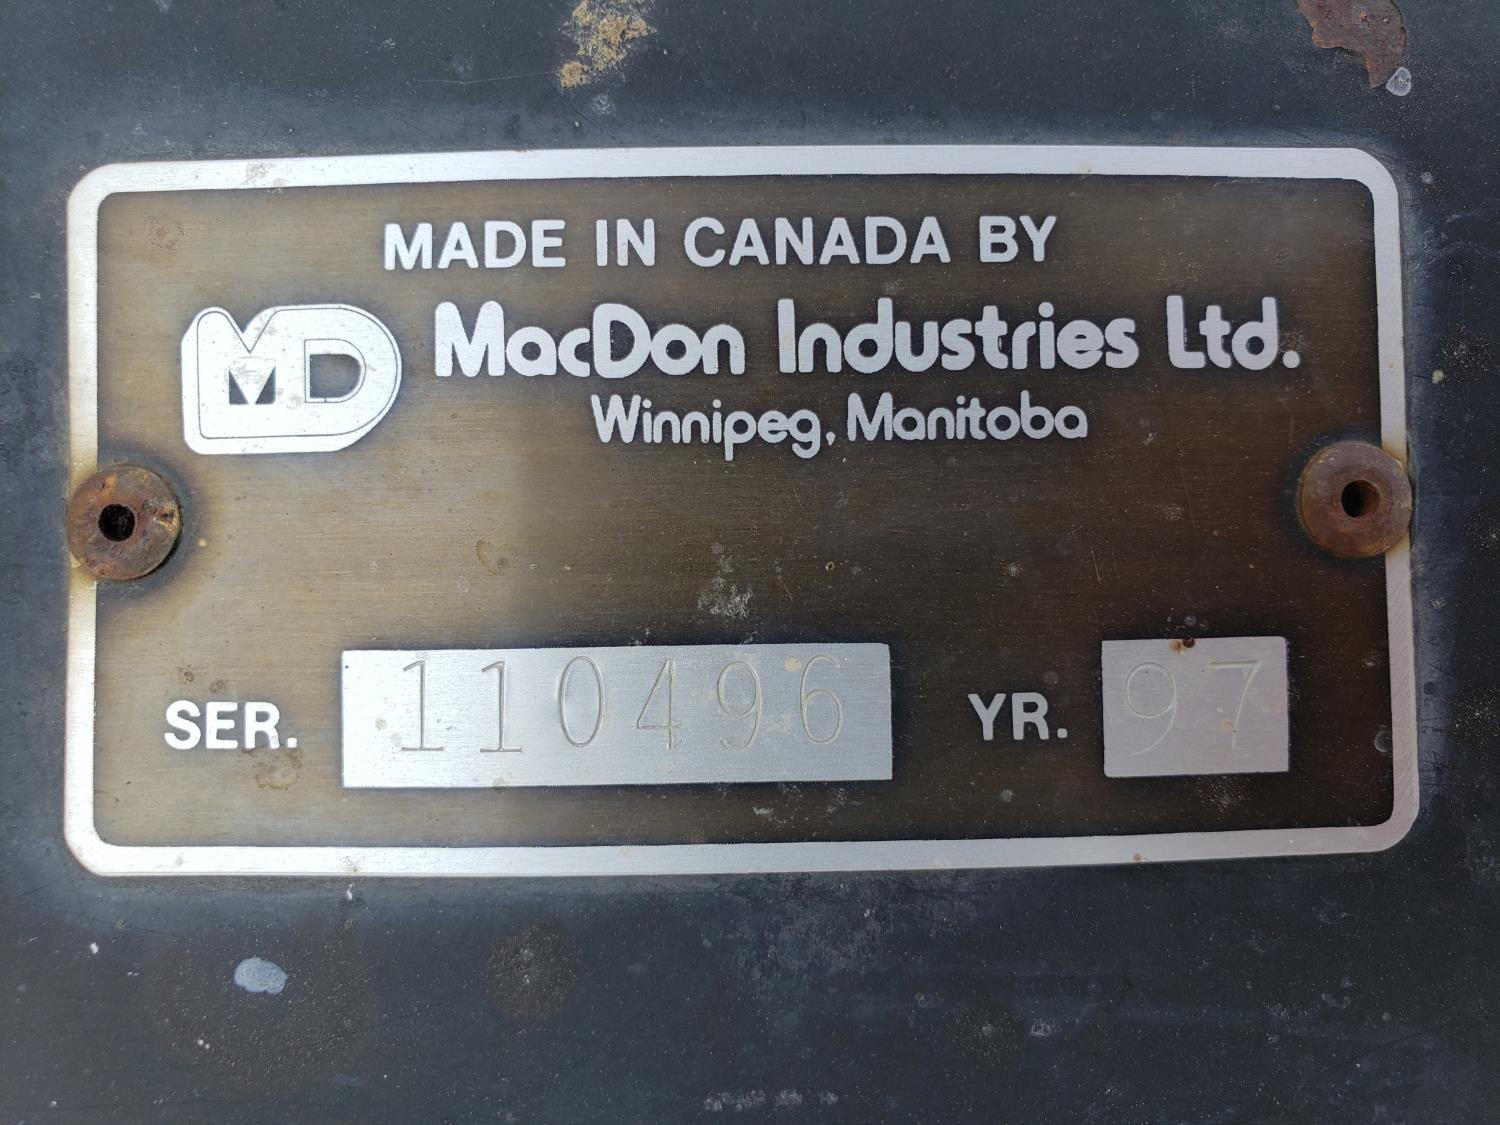 MADE IN CANADA BY
MD MacDon Industries Ltd.
Winnipeg, Manitoba
SER. 110496 YR. 97